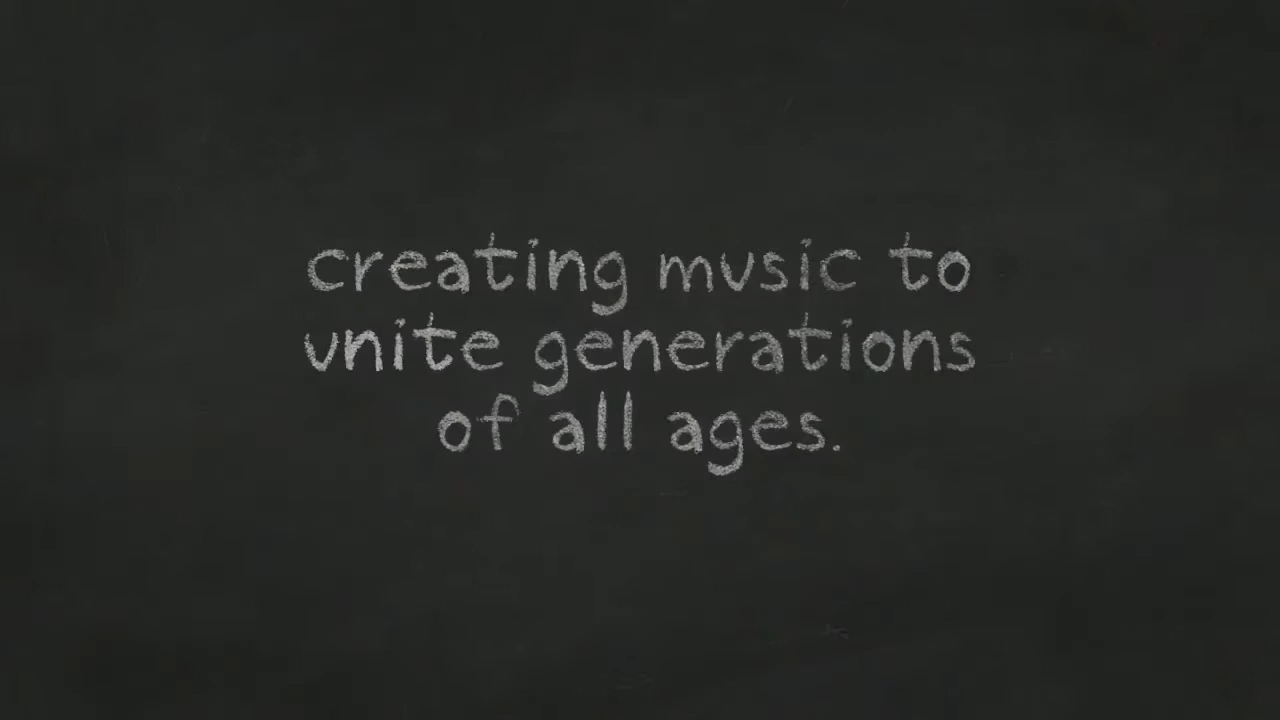 creating music to
unite generations
of all ages.